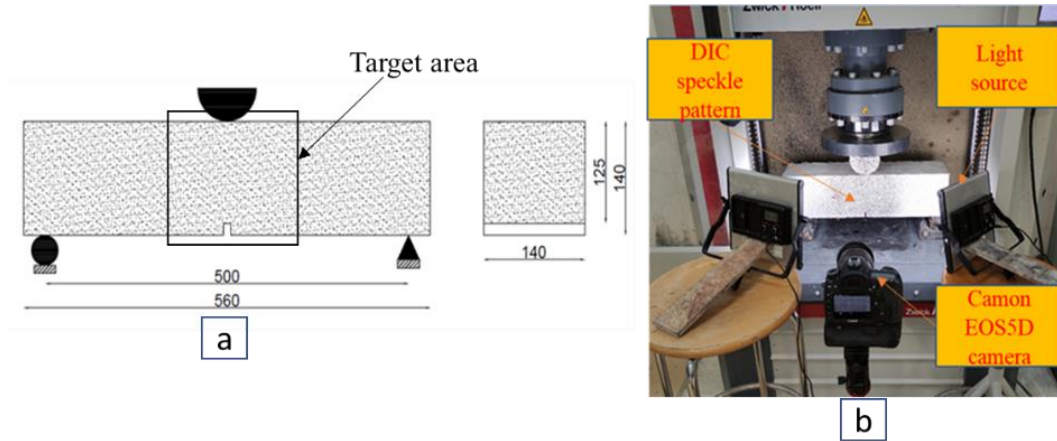 Target area
125
140
140
500
560
a
DIC
speckle
pattern
Light
source
Camon
EOS5D
camera
b